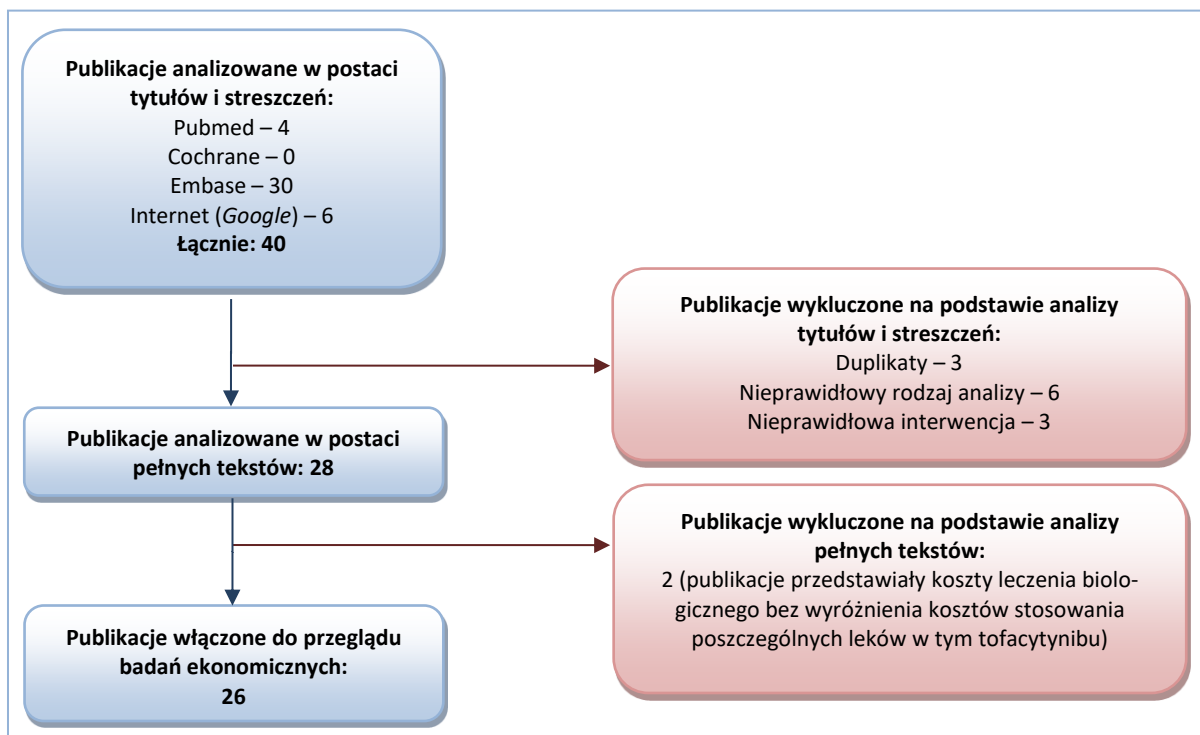 Publikacje analizowane w postaci
tytułów i streszczeń:
Pubmed – 4
Cochrane – 0
Embase – 30
Internet (Google) – 6
Łącznie: 40
Publikacje wykluczone na podstawie analizy
tytułów i streszczeń:
Duplikaty – 3
Nieprawidłowy rodzaj analizy – 6
Nieprawidłowa interwencja – 3
Publikacje analizowane w postaci
pełnych tekstów: 28
Publikacje wykluczone na podstawie analizy
pełnych tekstów:
2 (publikacje przedstawiały koszty leczenia biolo-
gicznego bez wyróżnienia kosztów stosowania
poszczególnych leków w tym tofacytynibu)
Publikacje włączone do przeglądu
badań ekonomicznych:
26